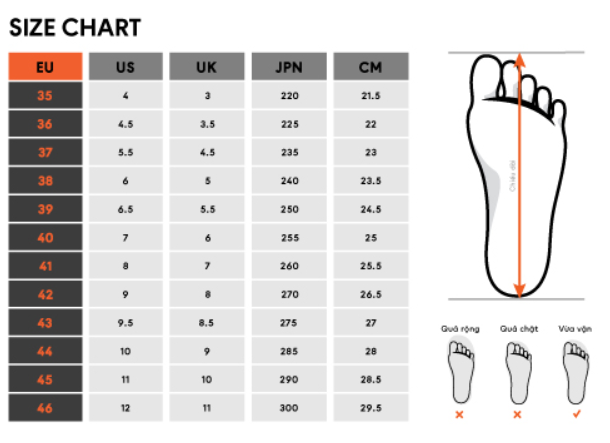 SIZE CHART
EU US UK JPN CM
35 4 3 220 21.5
36 4.5 3.5 225 22
37 5.5 4.5 235 23
38 6 5 240 23.5
39 6.5 5.5 250 24.5
40 7 6 255 25
41 8 7 260 25.5
42 9 8 270 26.5
43 9.5 8.5 275 27
44 10 9 285 28
45 11 10 290 28.5
46 12 11 300 29.5
Chiều dài
Quá rộng Quá chật Vừa vặn